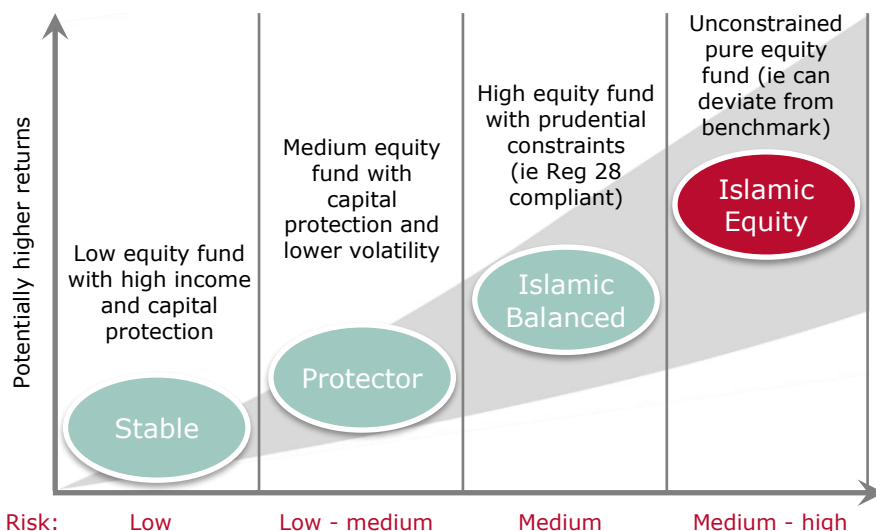 Potentially higher returns
Low equity fund
with high income
and capital
protection
Stable
Medium equity
fund with
capital
protection and
lower volatility
Protector
High equity fund
with prudential
constraints
(ie Reg 28
compliant)
Islamic
Balanced
Unconstrained
pure equity
fund (ie can
deviate from
benchmark)
Islamic
Equity
Risk:
Low
Low - medium
Medium
Medium - high